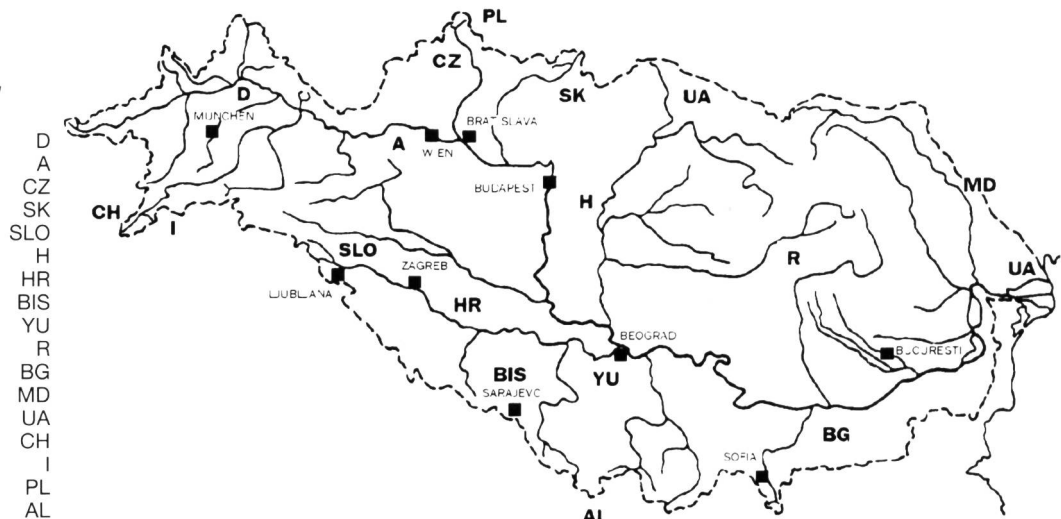 D
A
CZ
SK
SLO
H
HR
BIS
YU
R
BG
MD
UA
CH
I
PL
AL
PL
CZ
SK
UA
D
MÜNCHEN
A
WIEN
BRATISLAVA
BUDAPEST
H
MD
CH
I
SLO
ZAGREB
LJUBLJANA
HR
R
UA
BEOGRAD
BUCURESTI
BIS
SARAJEVO
YU
BG
SOFIA
AL